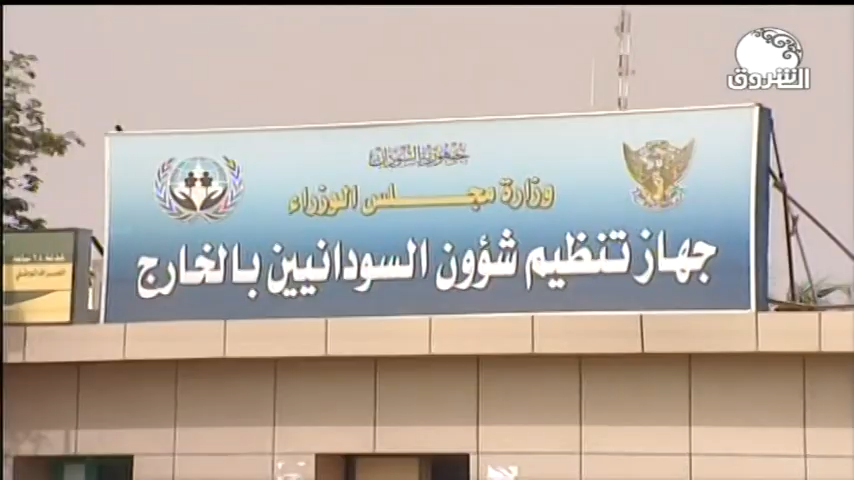 الشروق
جمهورية السودان
وزارة مجلس الوزراء
جهاز تنظيم شؤون السودانيين بالخارج